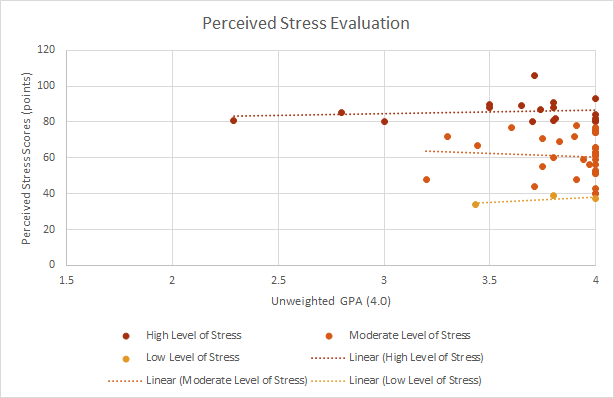 Perceived Stress Evaluation
Perceived Stress Scores (points)
120
100
80
60
40
20
0
1.5 2 2.5 3 3.5 4
Unweighted GPA (4.0)
High Level of Stress Moderate Level of Stress
Low Level of Stress Linear (High Level of Stress)
Linear (Moderate Level of Stress) Linear (Low Level of Stress)